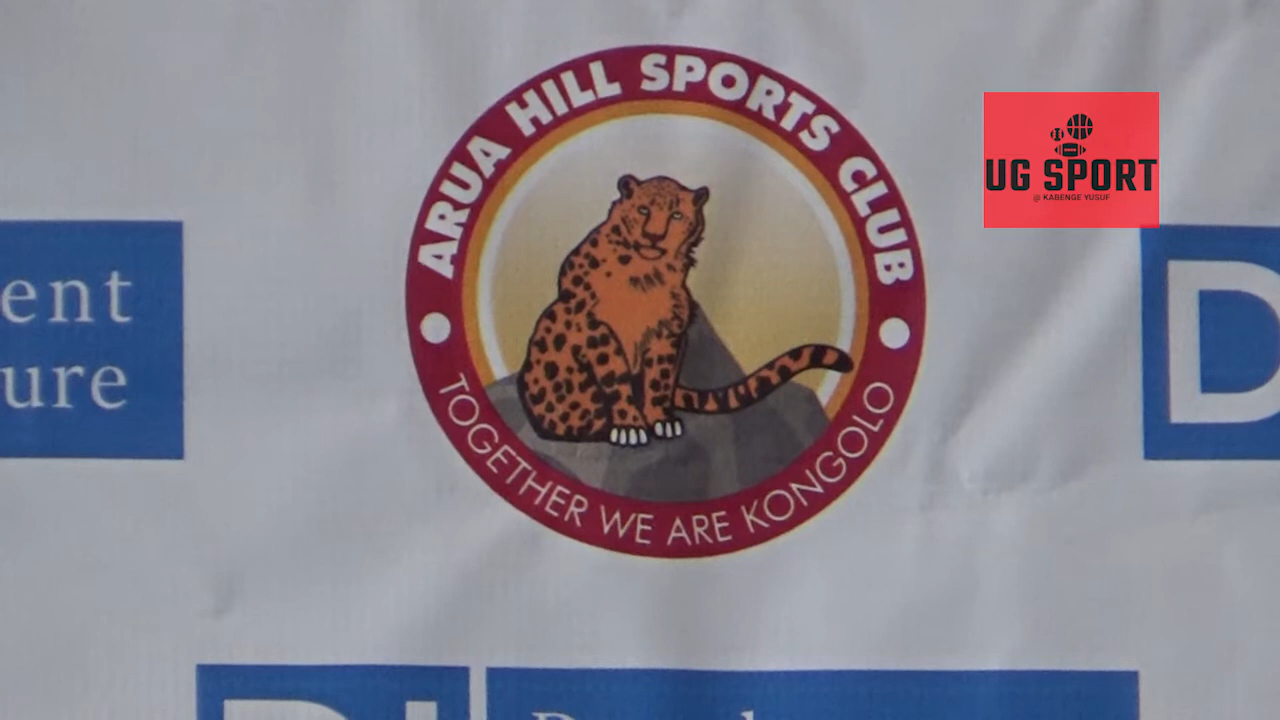 ARUA HILL SPORTS CLUB
TOGETHER WE ARE KONGOLO
UG SPORT
@ KABENGE YUSUF
ent
ure
D